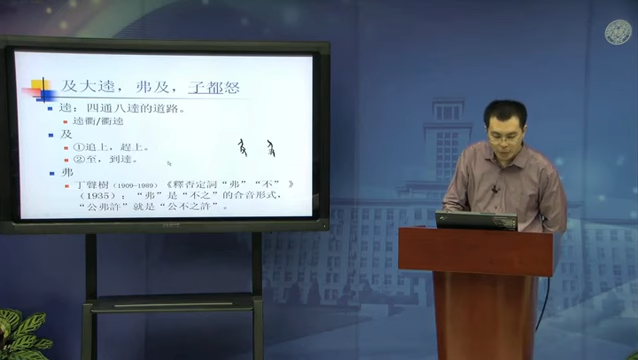 及大逵，弗及，子都怒
逵：四通八達的道路。
逵衢/衢逵
及
①追上，趕上。
②至，到達。
弗
丁聲樹（1909-1989）《釋否定詞“弗”“不”》
（1935）：“弗”是“不之”的合音形式，
“公弗許”就是“公不之許”。